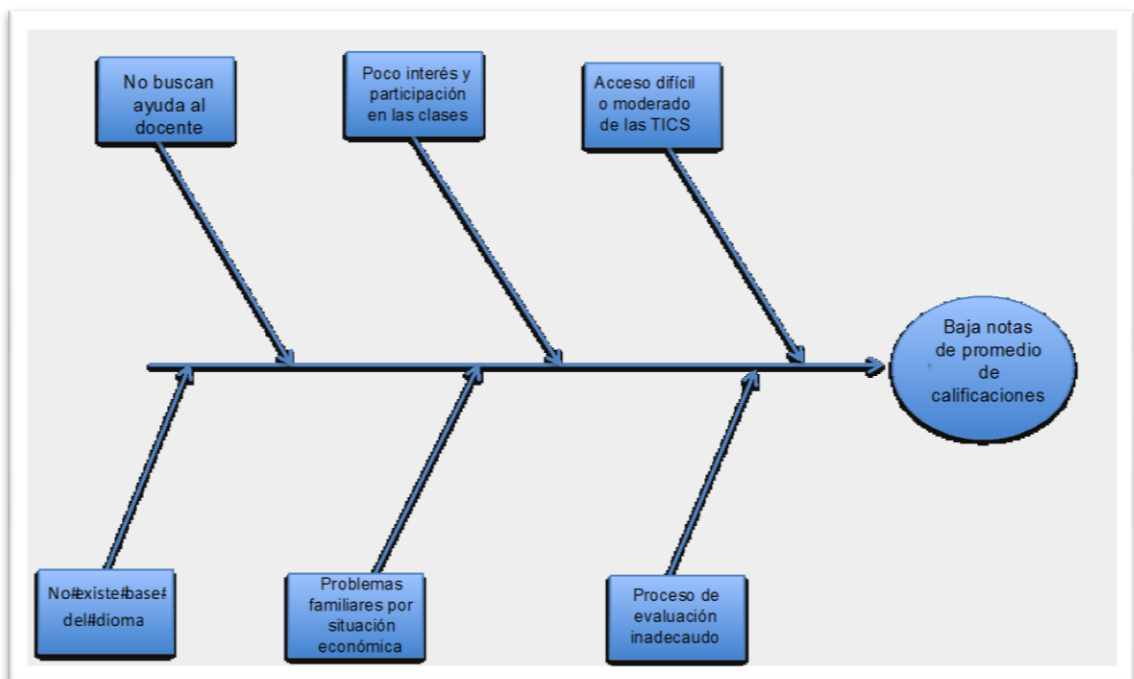 No buscan
ayuda al
docente
Poco interés y
participación
en las clases
Acceso difícil
o moderado
de las TICS
Baja notas
de promedio
de
calificaciones
No#existe#base#
del#dioma
Problemas
familiares por
situación
económica
Proceso de
evaluación
inadecaudo